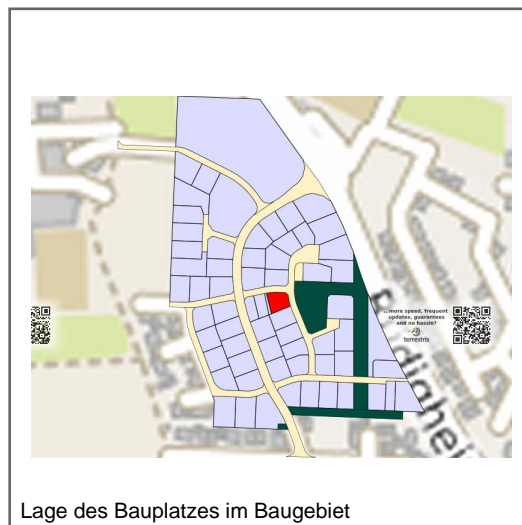 ...more speed, frequent
updates, guarantees
and no hassle?
terrestris
Lage des Bauplatzes im Baugebiet